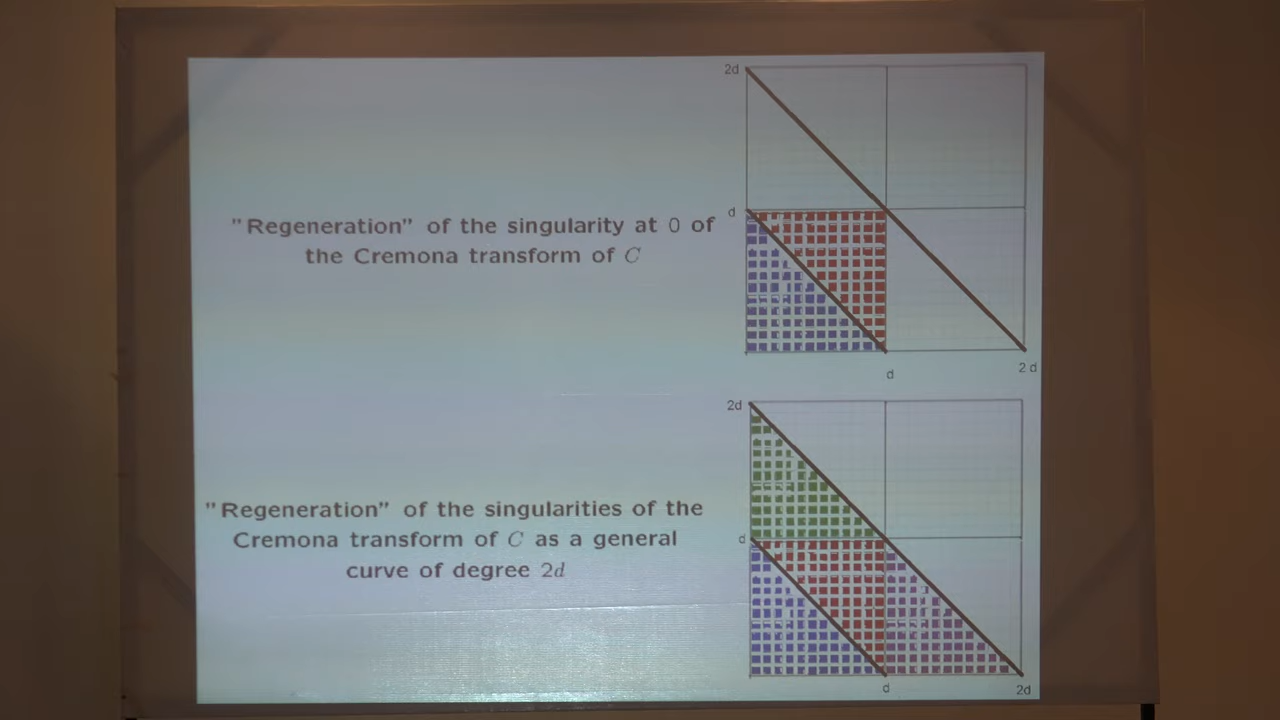 2d
"Regeneration" of the singularity at 0 of
the Cremona transform of C
d
d
2 d
2d
"Regeneration" of the singularities of the
Cremona transform of C as a general
curve of degree 2d
d
d
2d